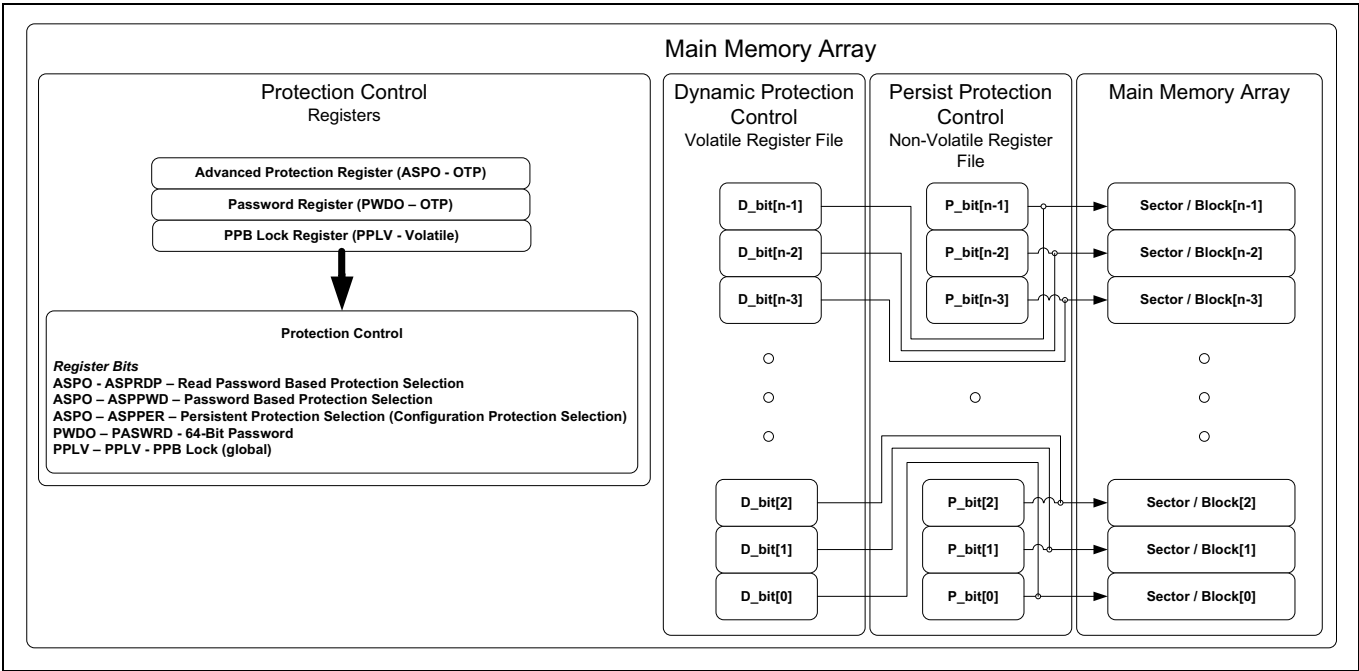 Main Memory Array
Protection Control
Registers
Advanced Protection Register (ASPO - OTP)
Password Register (PWDO – OTP)
PPB Lock Register (PPLV - Volatile)
Protection Control
Register Bits
ASPO - ASPRDP – Read Password Based Protection Selection
ASPO – ASPPWD – Password Based Protection Selection
ASPO – ASPPER – Persistent Protection Selection (Configuration Protection Selection)
PWDO – PASWRD - 64-Bit Password
PPLV – PPLV - PPB Lock (global)
Dynamic Protection
Control
Volatile Register File
D_bit[n-1]
D_bit[n-2]
D_bit[n-3]
D_bit[2]
D_bit[1]
D_bit[0]
Persist Protection
Control
Non-Volatile Register
File
P_bit[n-1]
P_bit[n-2]
P_bit[n-3]
P_bit[2]
P_bit[1]
P_bit[0]
Main Memory Array
Sector / Block[n-1]
Sector / Block[n-2]
Sector / Block[n-3]
Sector / Block[2]
Sector / Block[1]
Sector / Block[0]